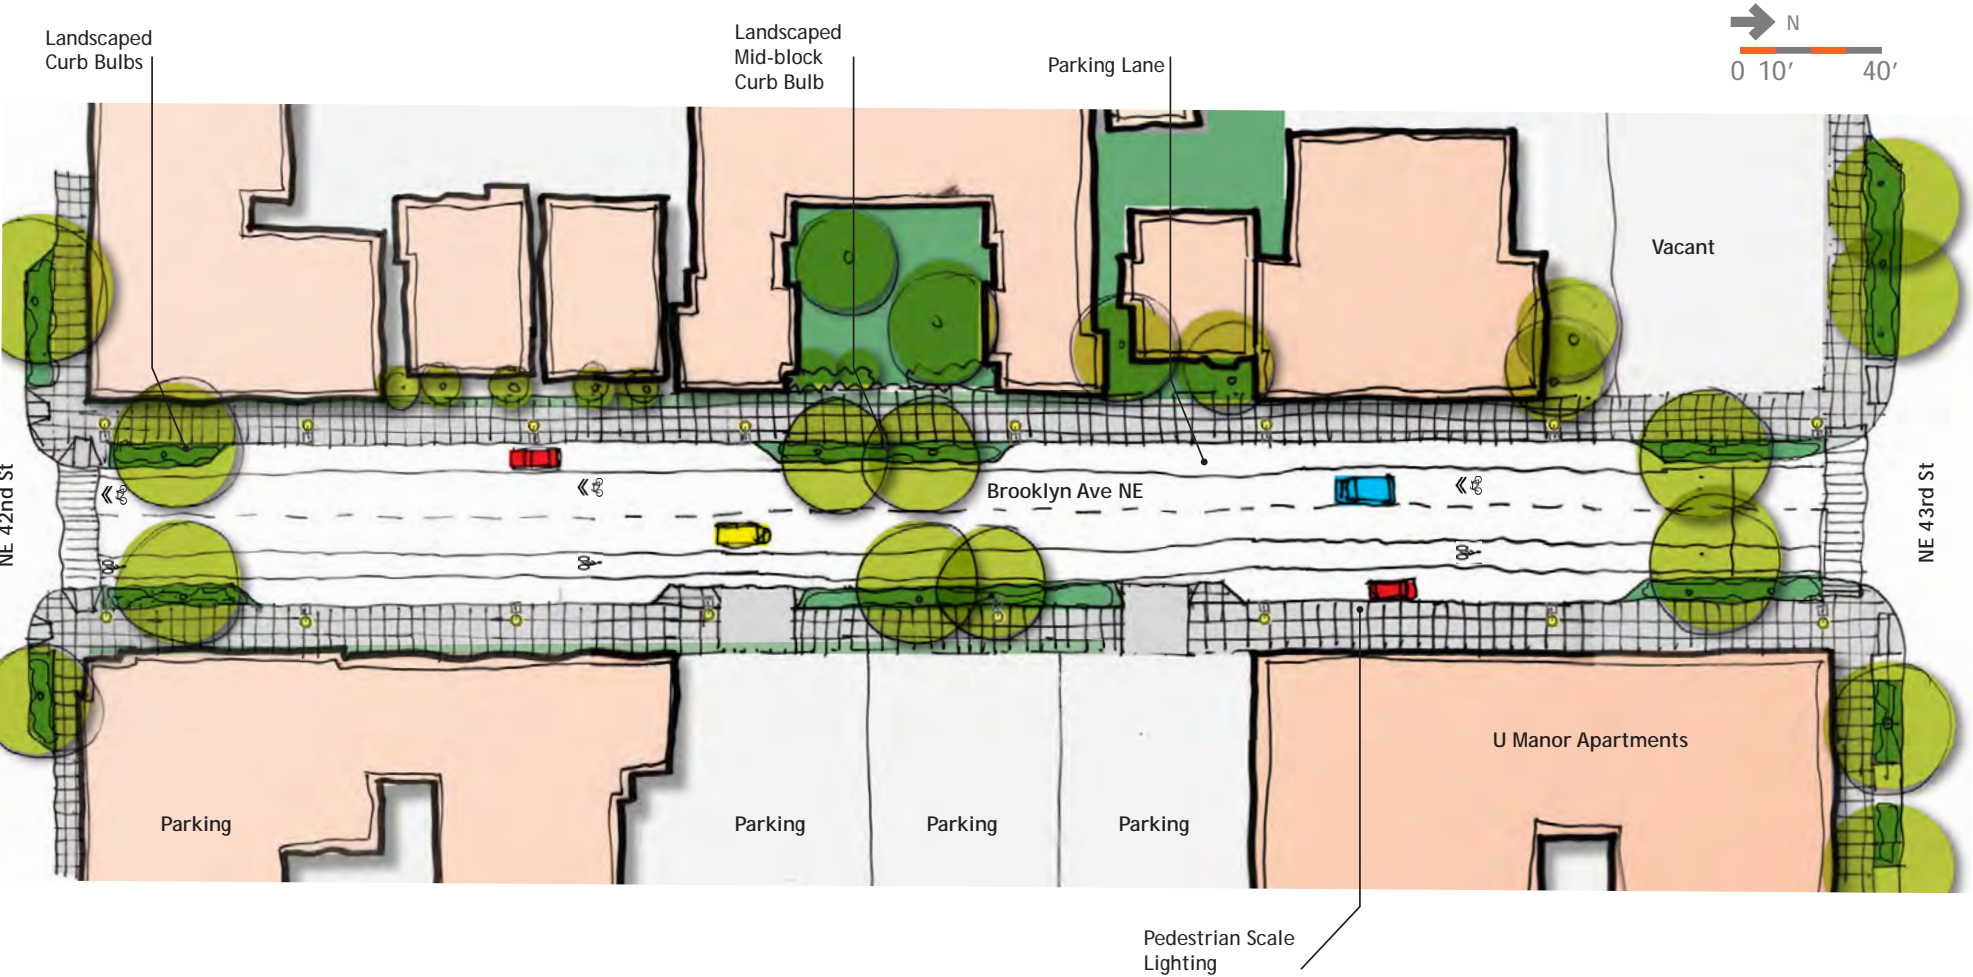 Landscaped
Curb Bulbs
Landscaped
Mid-block
Curb Bulb
Parking Lane
N
0 10' 40'
Vacant
Brooklyn Ave NE
NE 42nd St
NE 43rd St
U Manor Apartments
Parking
Parking
Parking
Parking
Pedestrian Scale
Lighting